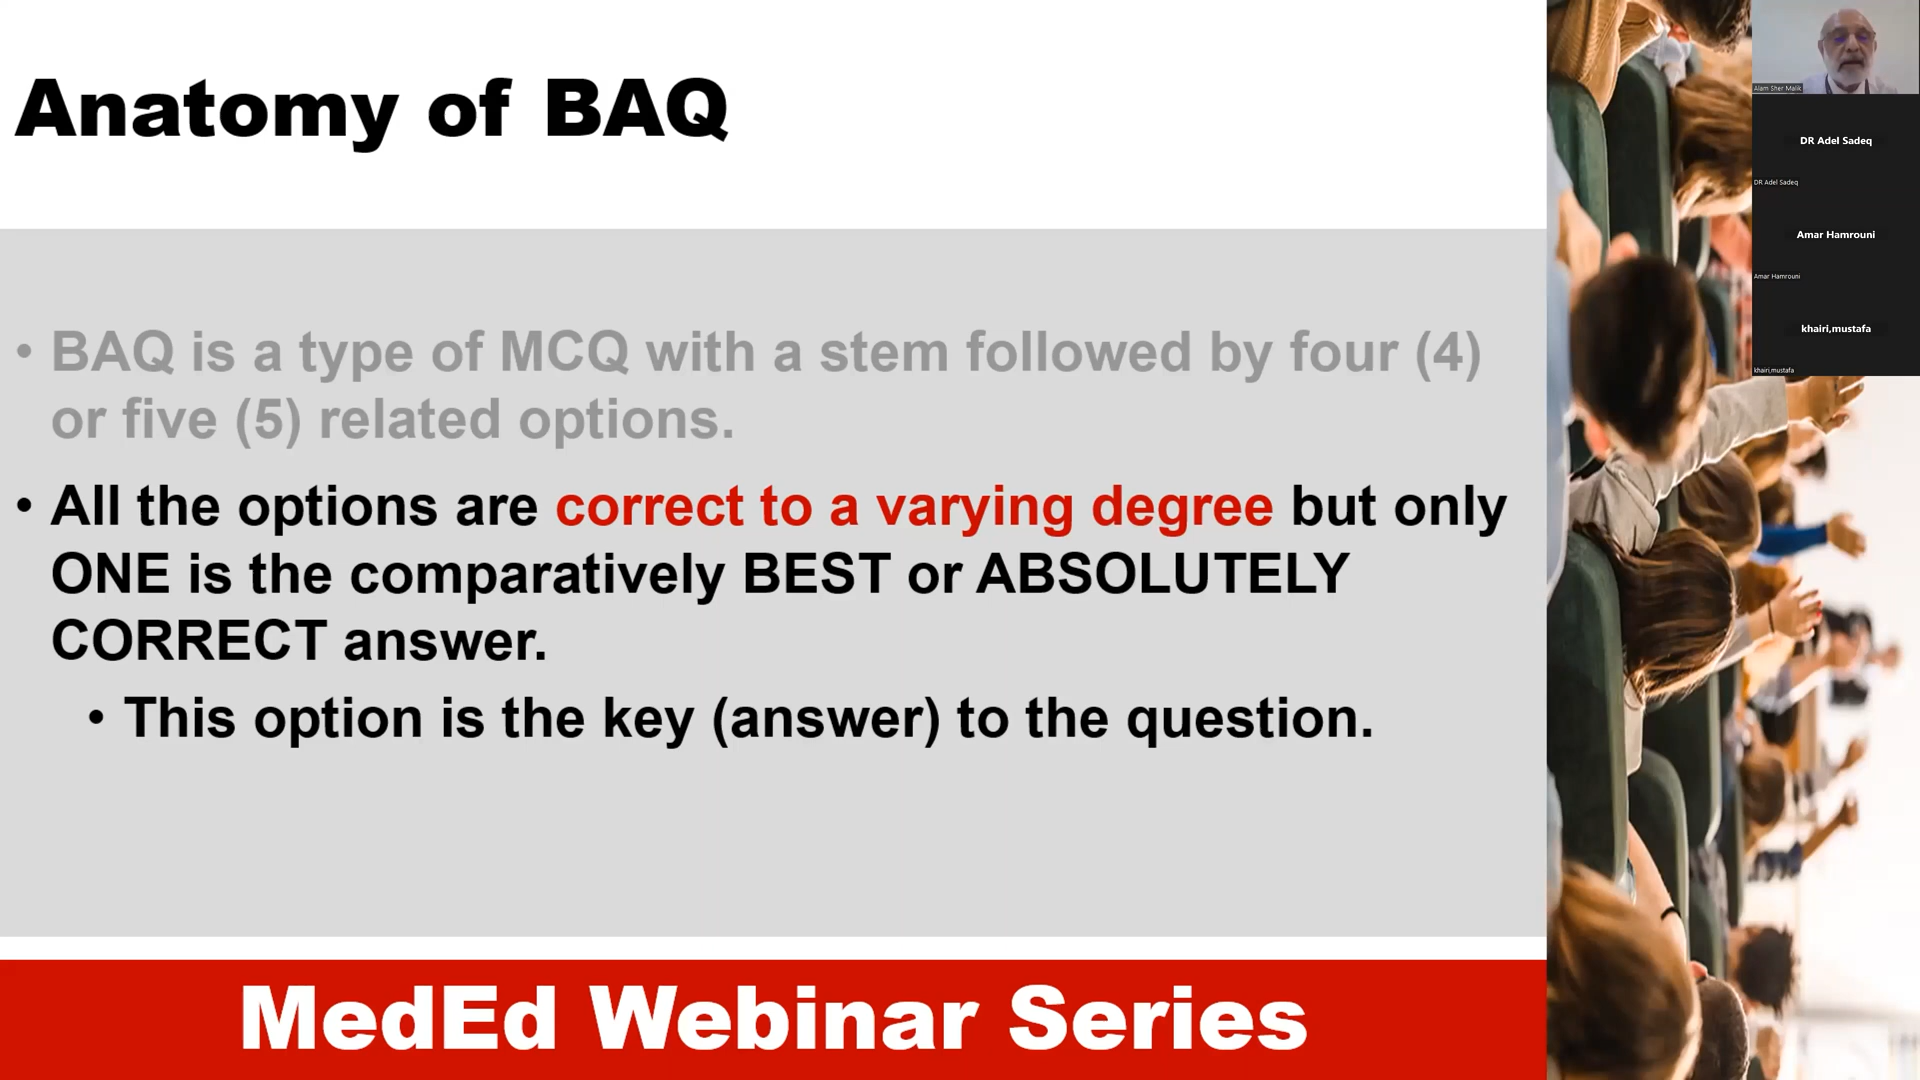 Anatomy of BAQ
• BAQ is a type of MCQ with a stem followed by four (4)
or five (5) related options.
• All the options are correct to a varying degree but only
ONE is the comparatively BEST or ABSOLUTELY
CORRECT answer.
• This option is the key (answer) to the question.
MedEd Webinar Series
Alam Sher Malik
DR Adel Sadeq
DR Adel Sadeq
Amar Hamrouni
Amar Hamrouni
khairi,mustafa
khairi,mustafa